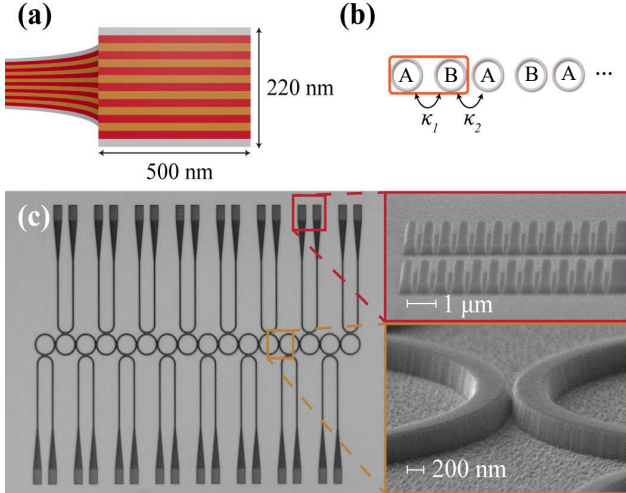 (a)
220 nm
500 nm
(b)
A B A B A ...
κ1 κ2
(c)
1 μm
200 nm